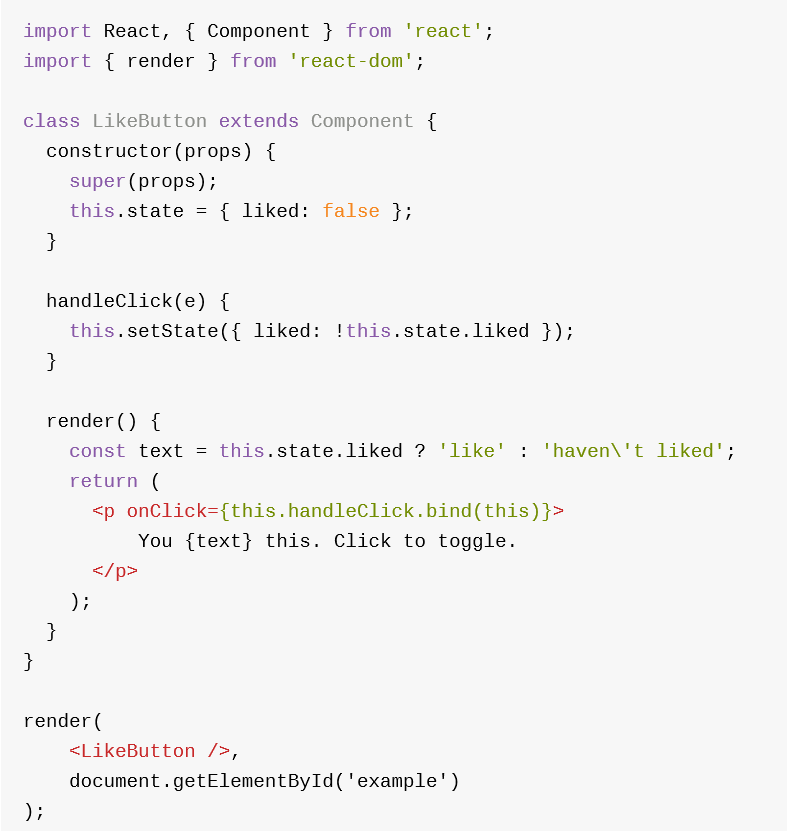 import React, { Component } from 'react';
import { render } from 'react-dom';

class LikeButton extends Component {
  constructor(props) {
    super(props);
    this.state = { liked: false };
  }

  handleClick(e) {
    this.setState({ liked: !this.state.liked });
  }

  render() {
    const text = this.state.liked ? 'like' : 'haven\'t liked';
    return (
      <p onClick={this.handleClick.bind(this)}>
          You {text} this. Click to toggle.
      </p>
    );
  }
}

render(
    <LikeButton />,
    document.getElementById('example')
);